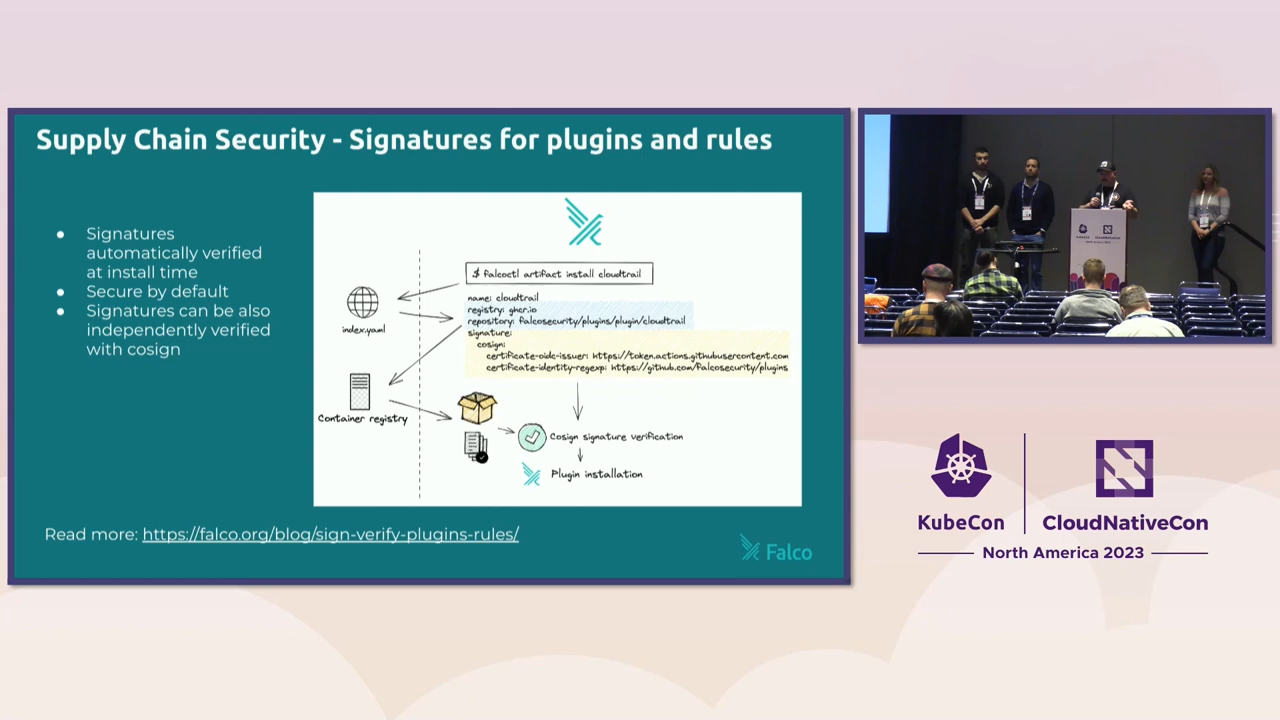 Supply Chain Security - Signatures for plugins and rules
● Signatures
automatically verified
at install time
● Secure by default
● Signatures can be also
independently verified
with cosign
$ falcoctl artifact install cloudtrail
name: cloudtrail
registry: ghcr.io
repository: falcosecurity/plugins/plugin/cloudtrail
signature:
cosign:
certificate-oidc-issuer: https://token.actions.githubusercontent.com
certificate-identity-regexp: https://github.com/falcosecurity/plugins
index.yaml
Container registry
Cosign signature verification
Plugin installation
Read more: https://falco.org/blog/sign-verify-plugins-rules/
Falco
KubeCon
CloudNativeCon
North America 2023